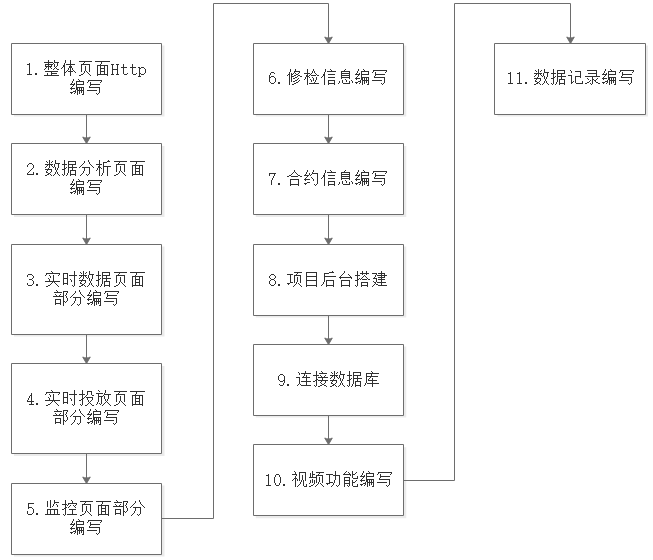 1.整体页面Http
编写
2.数据分析页面
编写
3.实时数据页面
部分编写
4.实时投放页面
部分编写
5.监控页面部分
编写
6.修检信息编写
7.合约信息编写
8.项目后台搭建
9.连接数据库
10.视频功能编写
11.数据记录编写